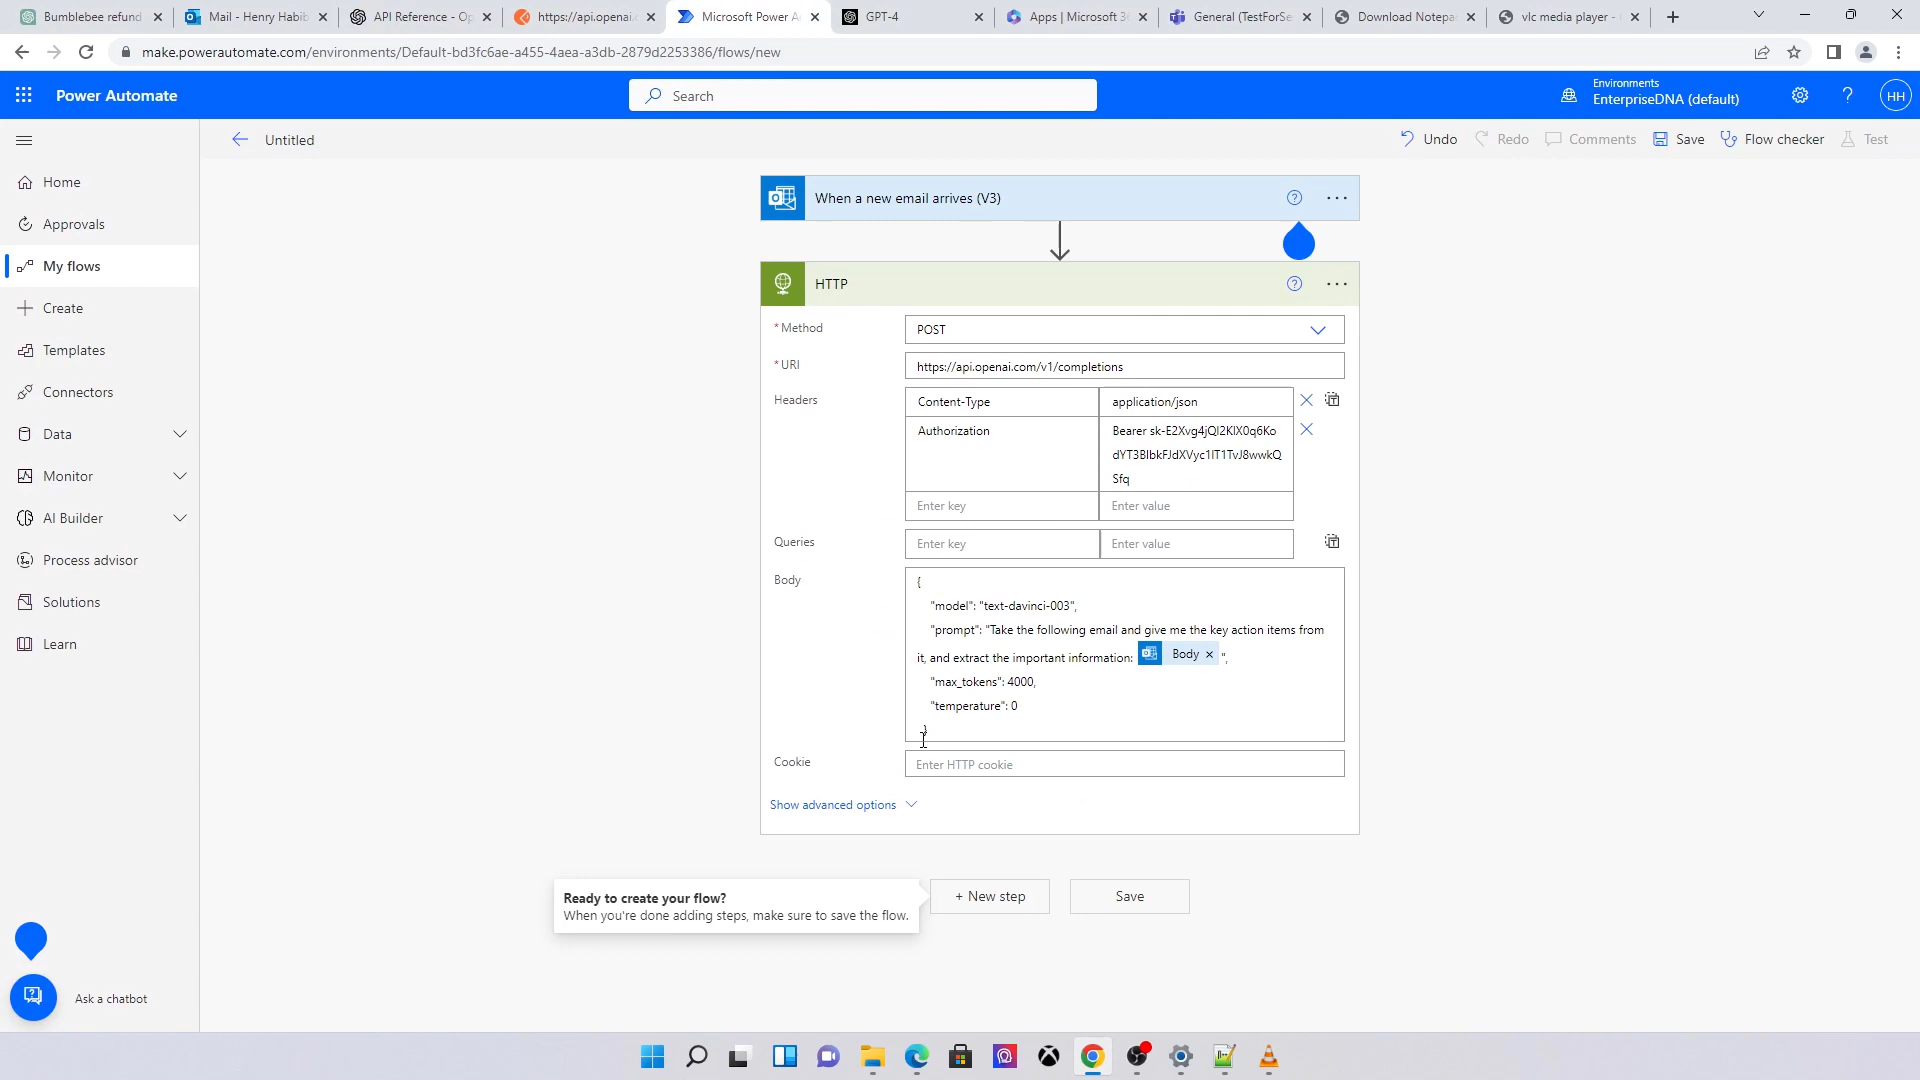 Bumblebee refund
Mail - Henry Habib
API Reference - Op
https://api.openai.
Microsoft Power A
GPT-4
Apps | Microsoft 36
General (TestForSe
Download Notepa
vlc media player -
make.powerautomate.com/environments/Default-bd3fc6ae-a455-4aea-a3db-2879d2253386/flows/new
Power Automate
Search
Environments
EnterpriseDNA (default)
HH
Untitled
Undo
Redo
Comments
Save
Flow checker
Test
Home
Approvals
My flows
Create
Templates
Connectors
Data
Monitor
AI Builder
Process advisor
Solutions
Learn
Ask a chatbot
When a new email arrives (V3)
HTTP
* Method
POST
* URI
https://api.openai.com/v1/completions
Headers
Content-Type
application/json
Authorization
Bearer
Enter key
Enter value
Queries
Enter key
Enter value
Body
{
"model": "text-davinci-003",
"prompt": "Take the following email and give me the key action items from
it, and extract the important information: Body × ",
"max_tokens": 4000,
"temperature": 0
}
Cookie
Enter HTTP cookie
Show advanced options
Ready to create your flow?
When you're done adding steps, make sure to save the flow.
+ New step
Save